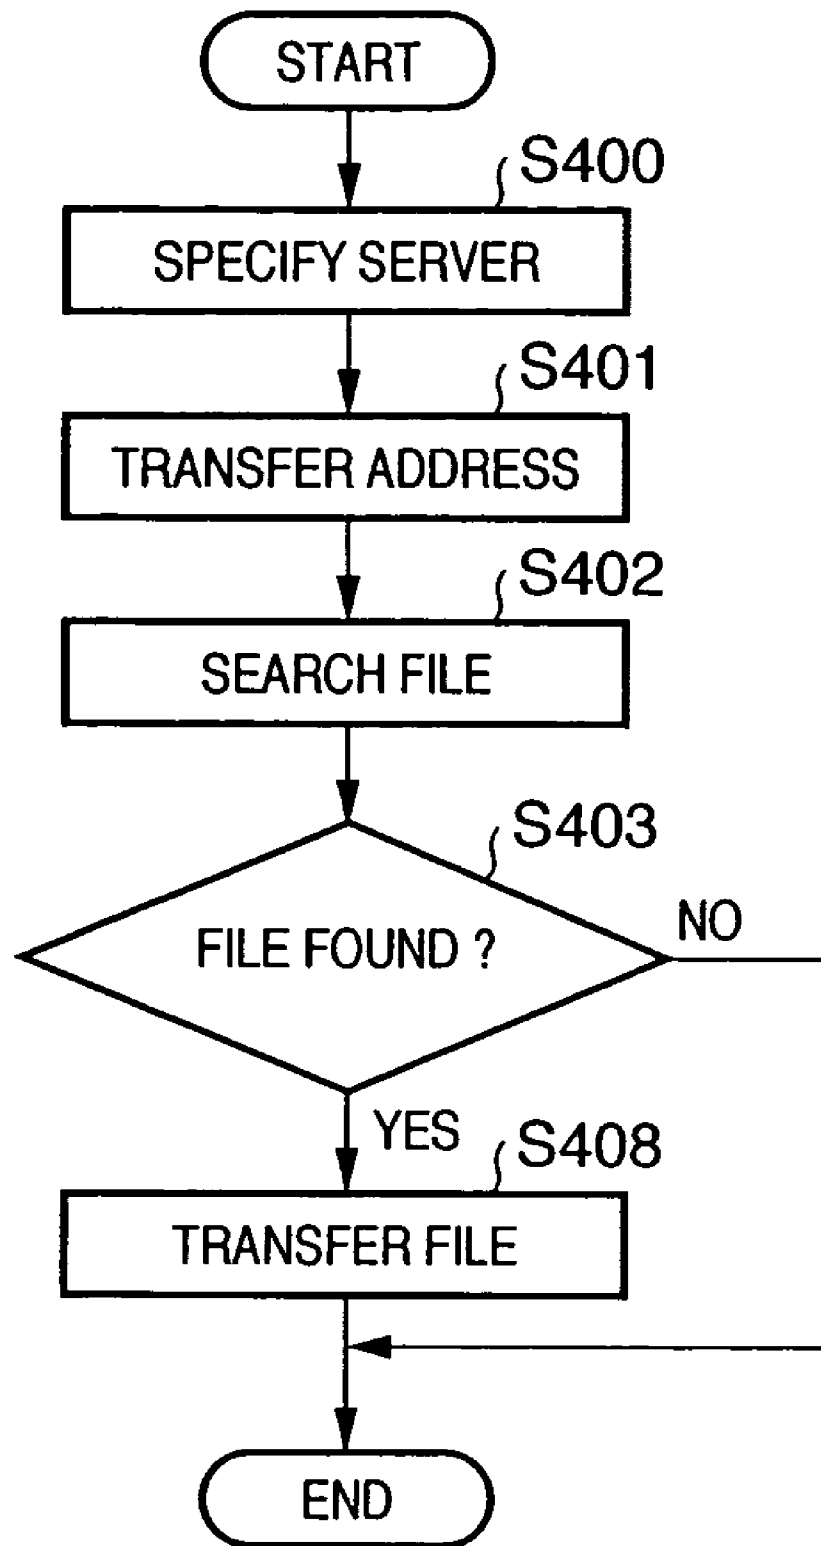 START
S400
SPECIFY SERVER
S401
TRANSFER ADDRESS
S402
SEARCH FILE
S403
FILE FOUND ?
NO
YES
S408
TRANSFER FILE
END